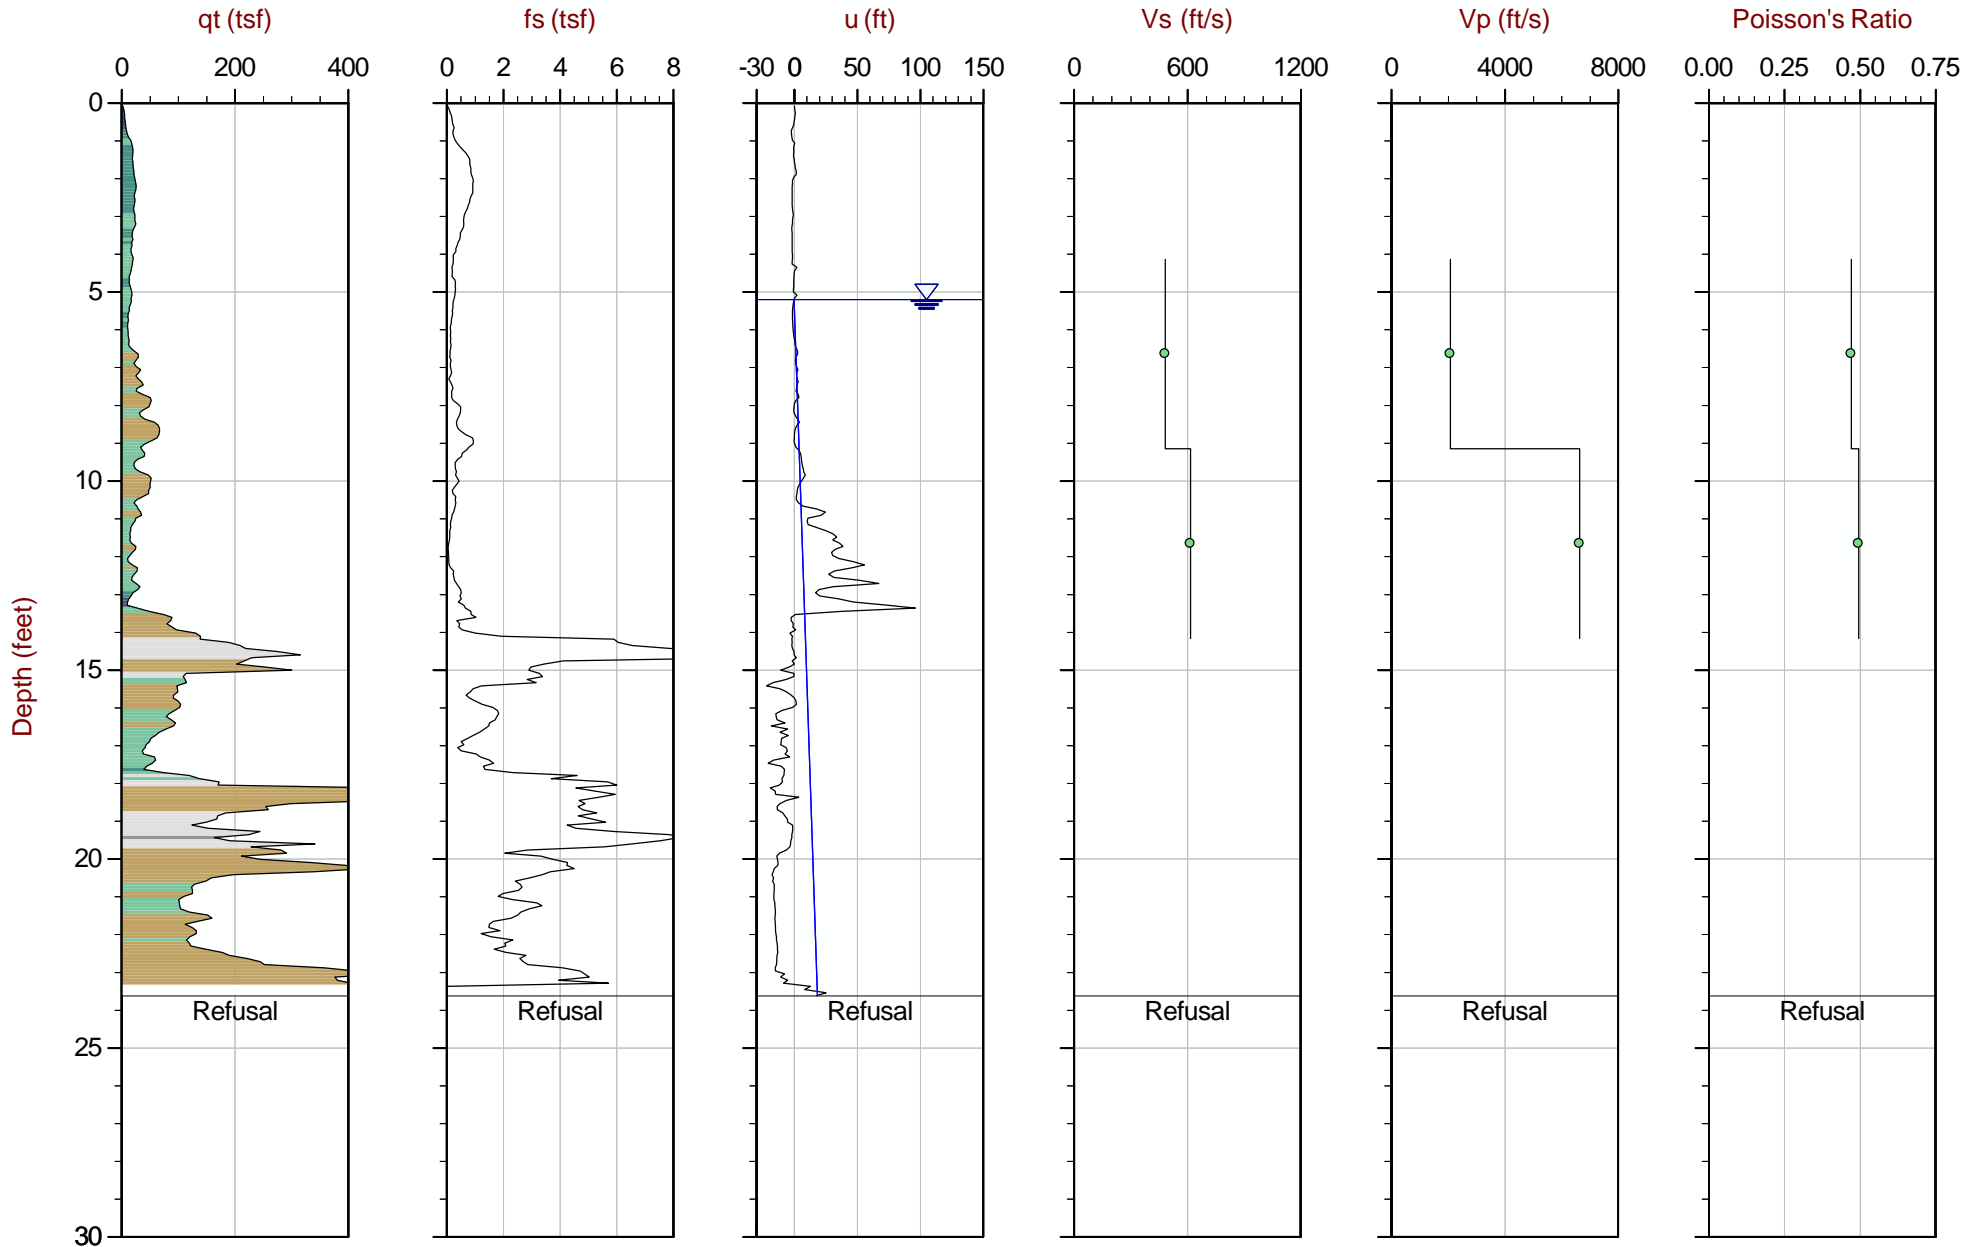 qt (tsf) fs (tsf) u (ft) Vs (ft/s) Vp (ft/s) Poisson's Ratio
0 200 400 0 2 4 6 8 -30 0 50 100 150 0 600 1200 0 4000 8000 0.00 0.25 0.50 0.75
0
5
10
15
20
25
30
Depth (feet)
Refusal Refusal Refusal Refusal Refusal Refusal